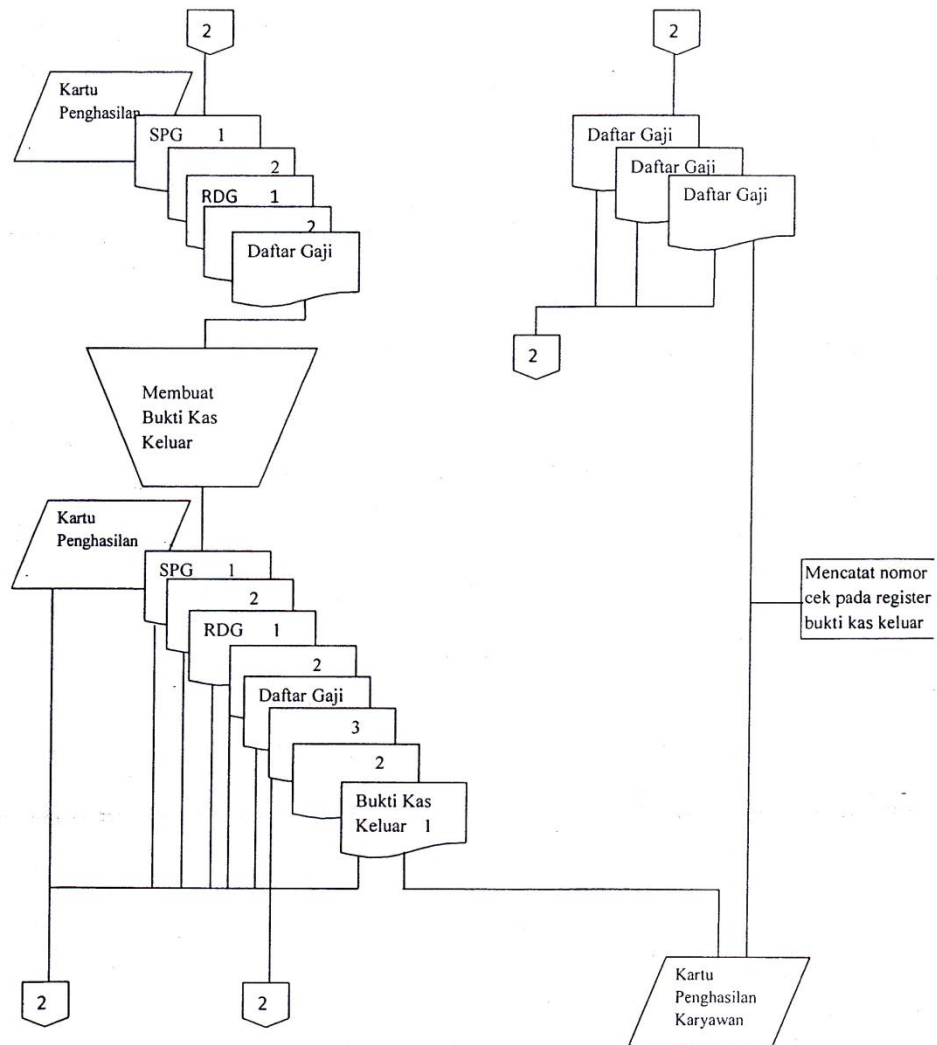 2
Kartu
Penghasilan
SPG 1
2
RDG 1
2
Daftar Gaji
Membuat
Bukti Kas
Keluar
Kartu
Penghasilan
SPG 1
2
RDG 1
2
Daftar Gaji
3
2
Bukti Kas
Keluar 1
2
2
2
Daftar Gaji
Daftar Gaji
Daftar Gaji
2
Mencatat nomor
cek pada register
bukti kas keluar
Kartu
Penghasilan
Karyawan